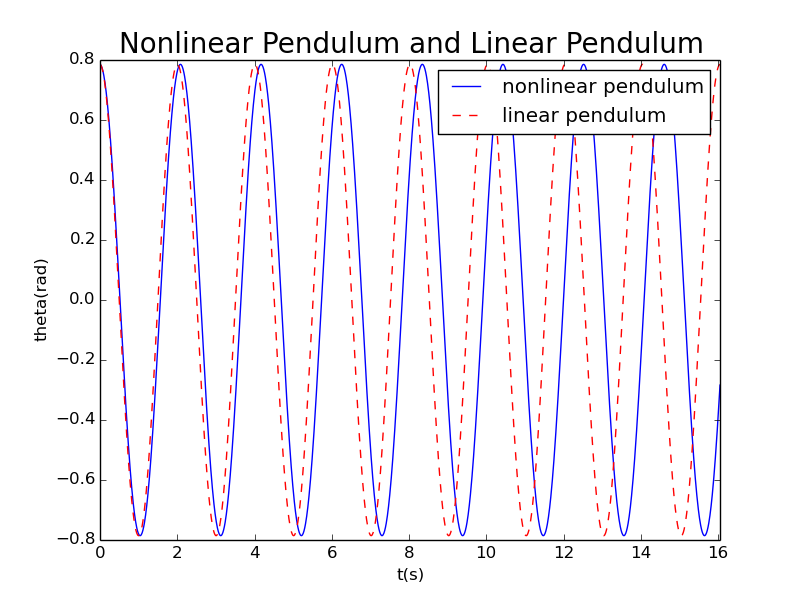 Nonlinear Pendulum and Linear Pendulum
nonlinear pendulum
linear pendulum
0.8
0.6
0.4
0.2
0.0
−0.2
−0.4
−0.6
−0.8
theta(rad)
0 2 4 6 8 10 12 14 16
t(s)